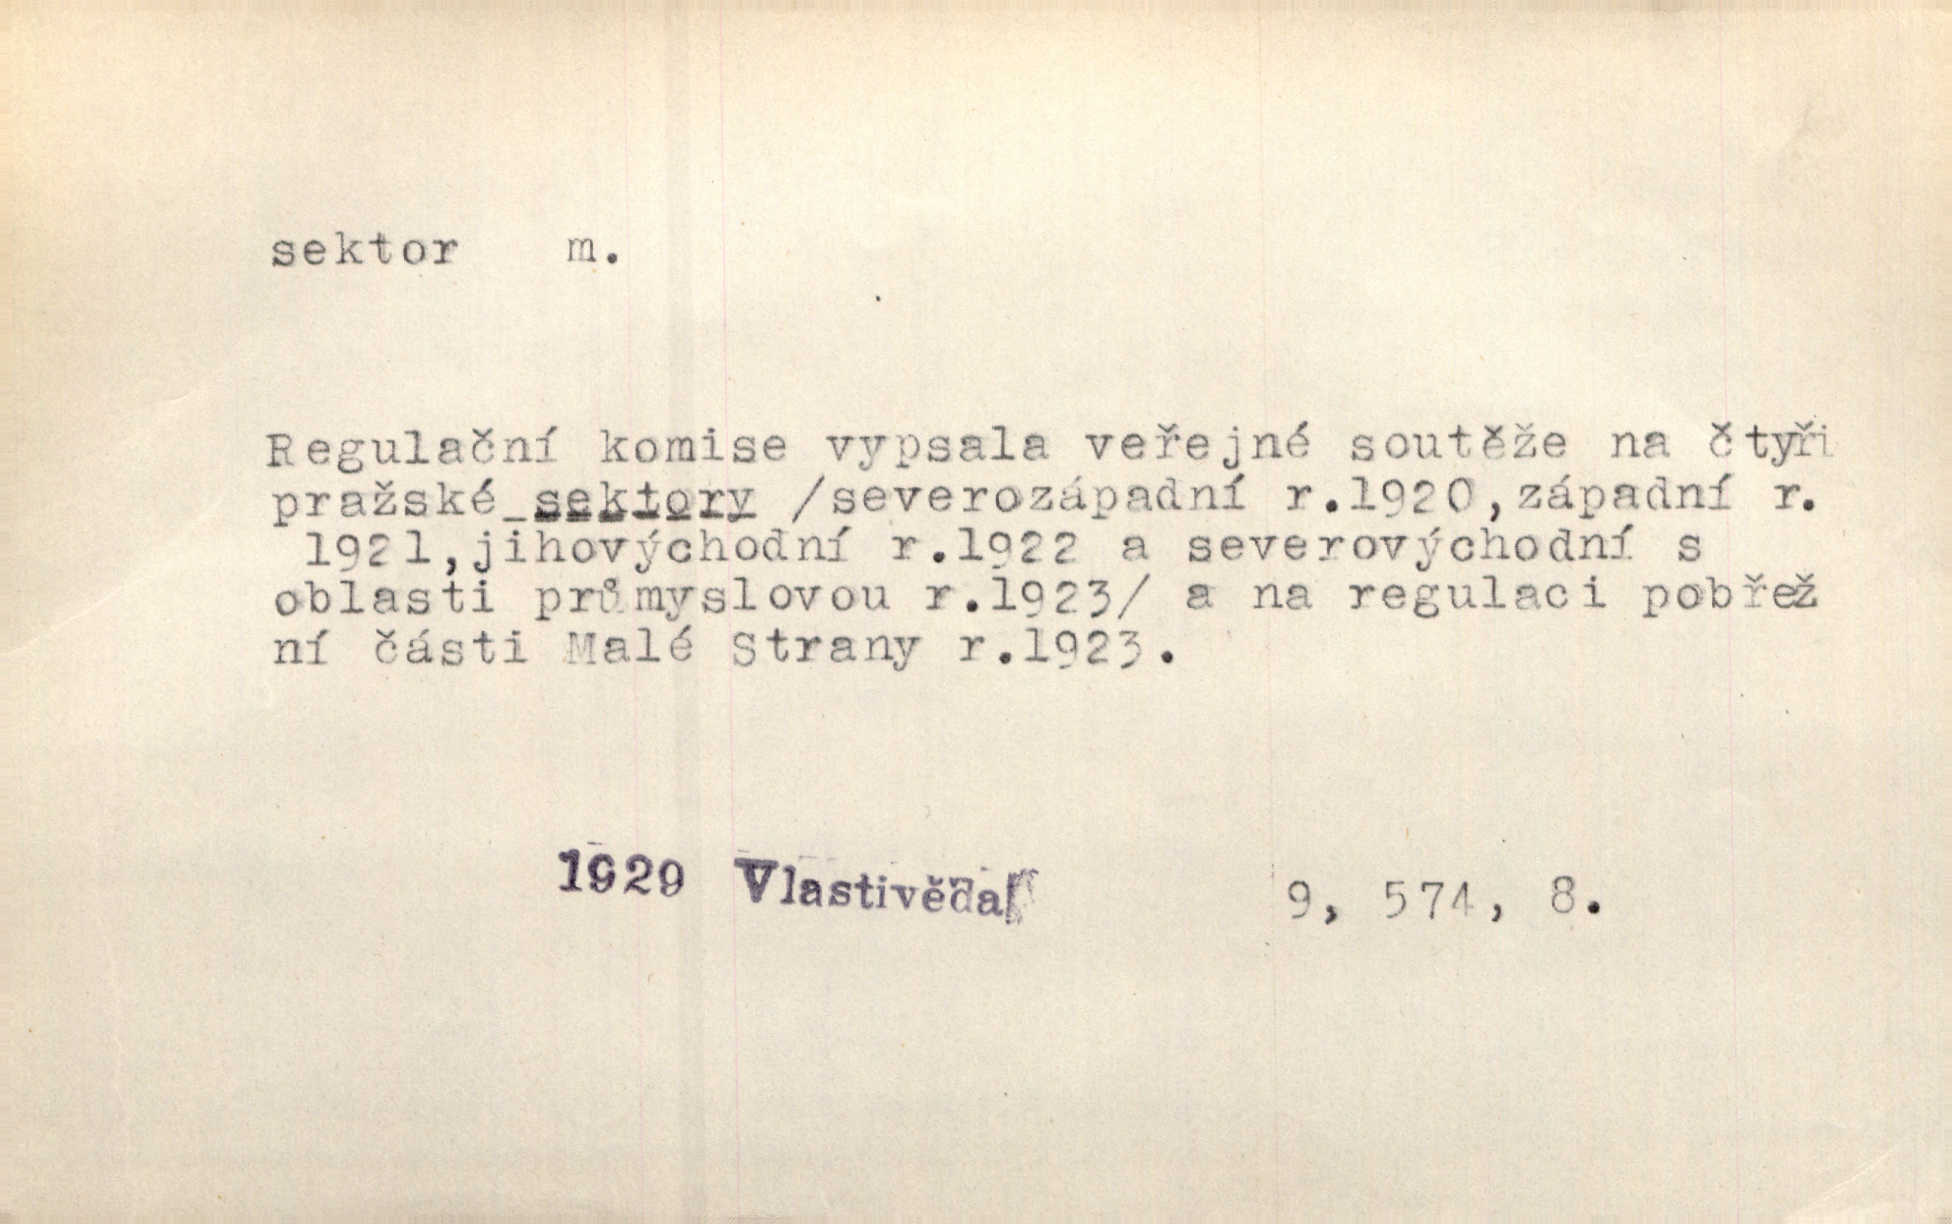 sektor m.
Regulační komise vypsala veřejné soutěže na čtyři
pražské sektory /severozápadní r.1920,západní r.
1921,jihovýchodní r.1922 a severovýchodní s
oblasti průmyslovou r.1923/ a na regulaci pobřež
ní části Malé Strany r.1923.
1929 Vlastivěda 9, 574, 8.